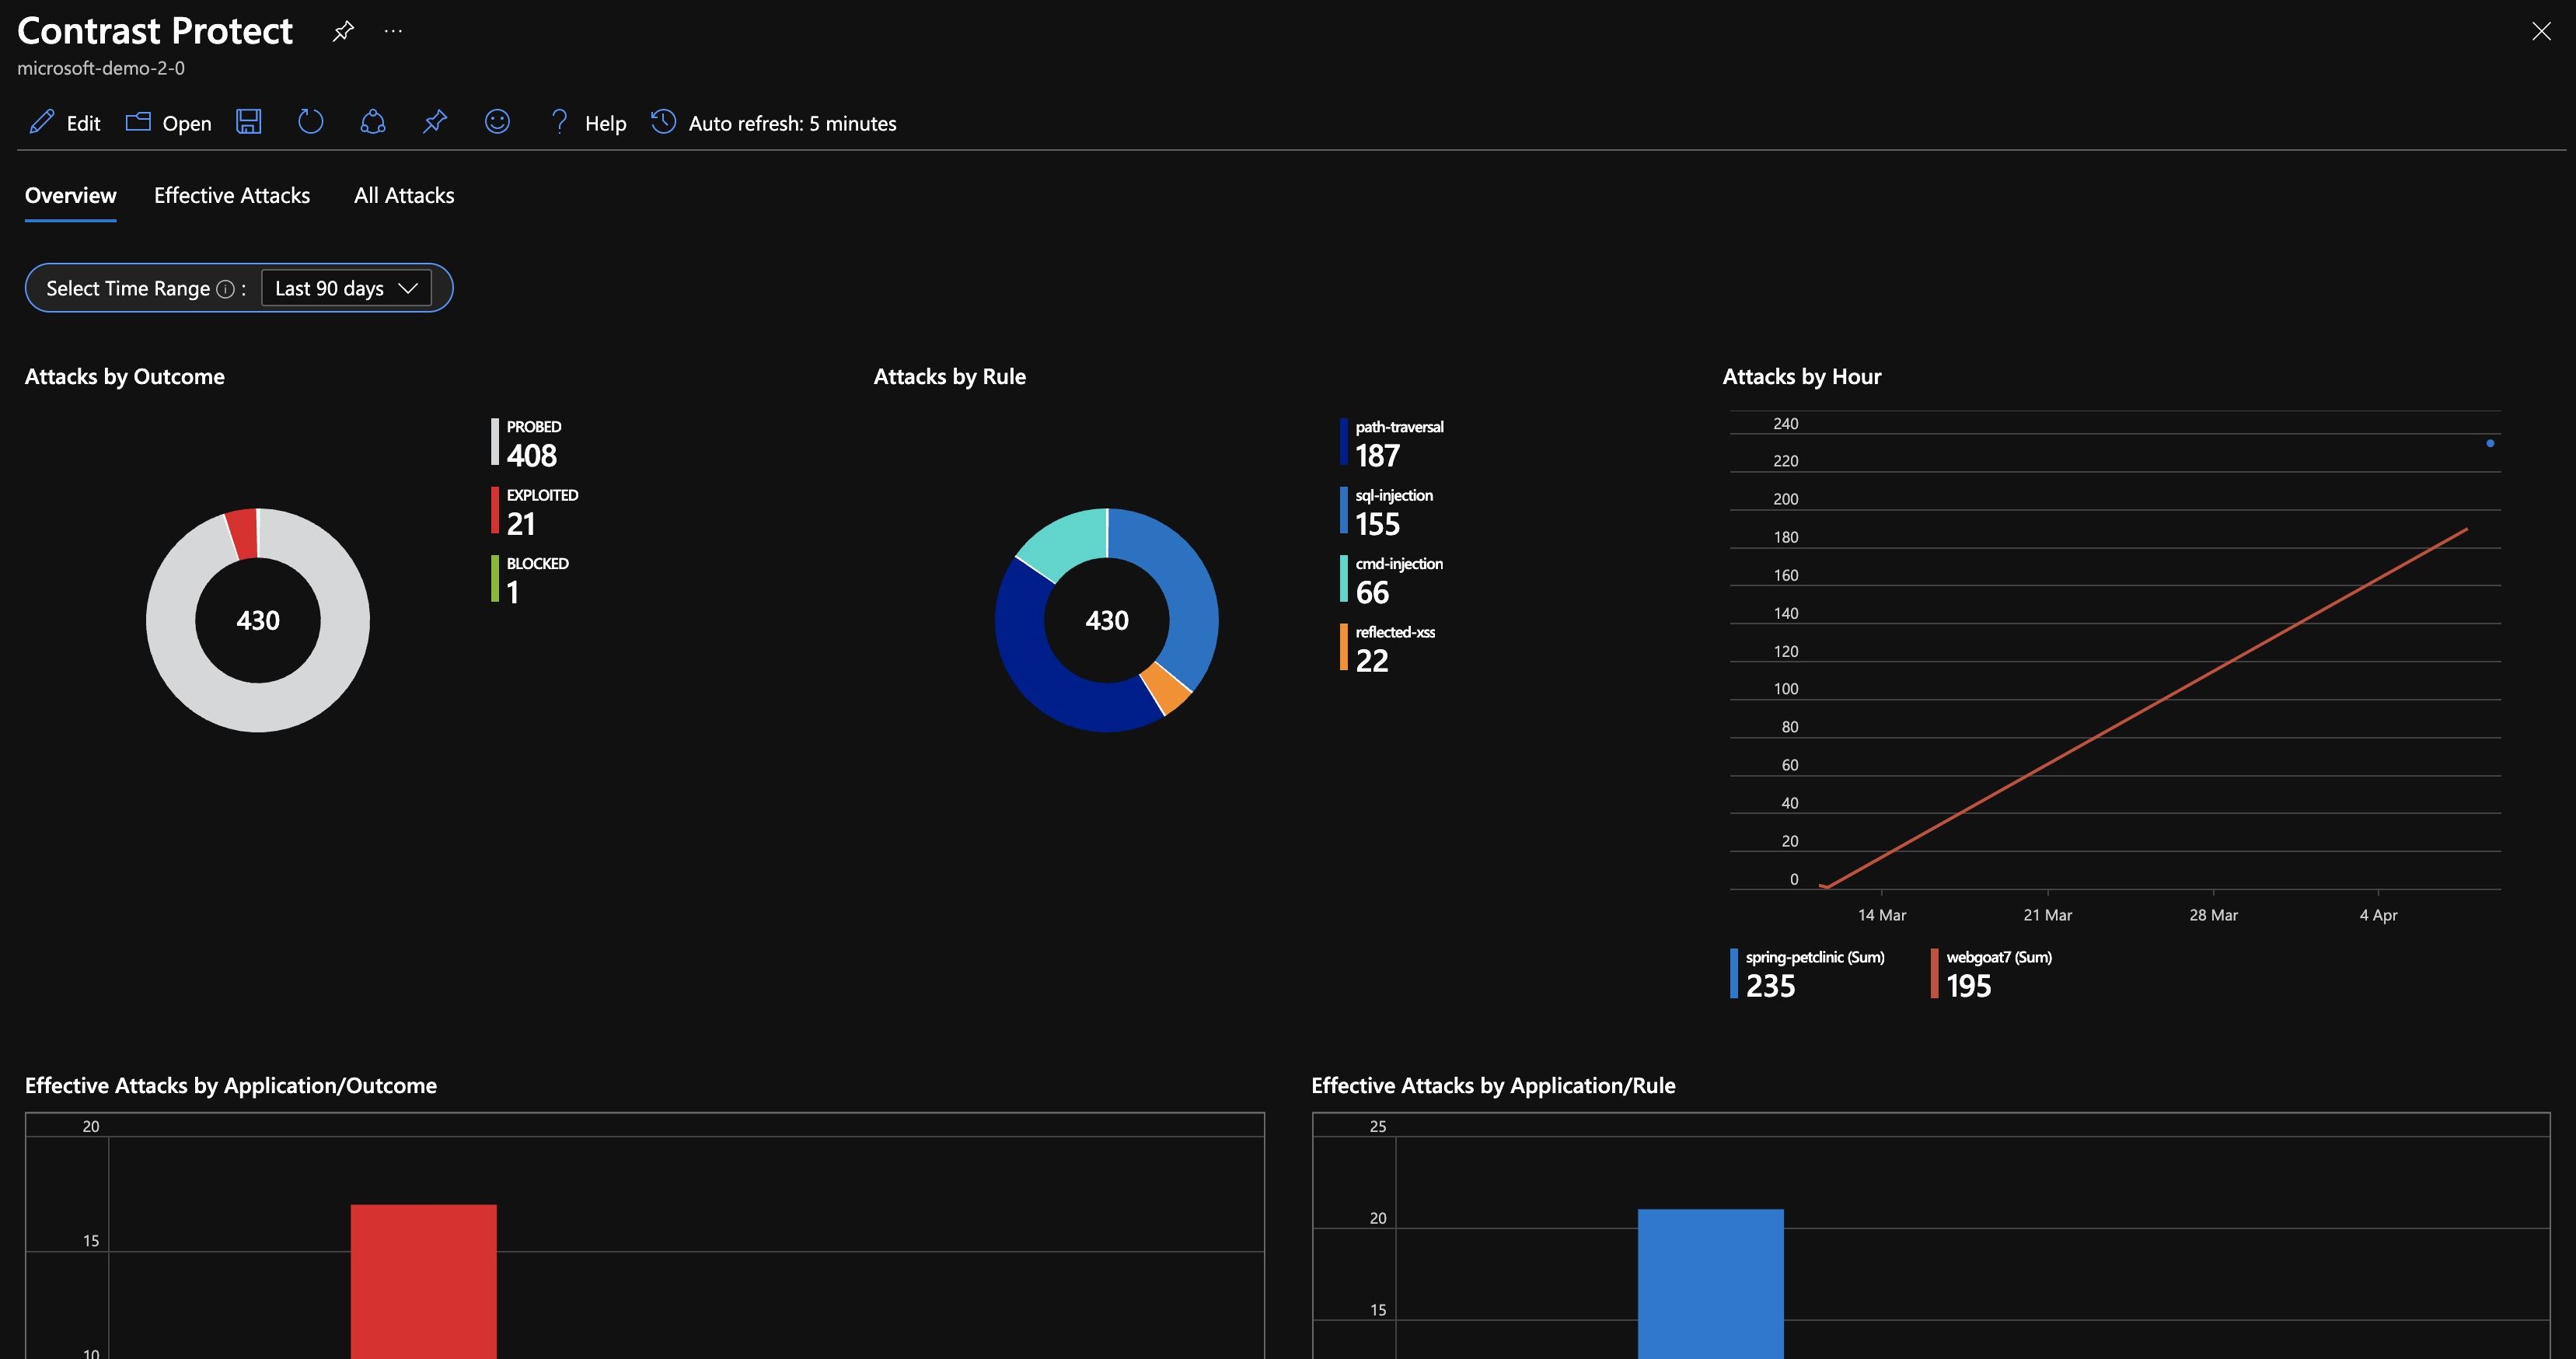 Contrast Protect
microsoft-demo-2-0
Edit Open Help Auto refresh: 5 minutes
Overview Effective Attacks All Attacks
Select Time Range : Last 90 days
Attacks by Outcome
PROBED
408
EXPLOITED
21
BLOCKED
1
430
Attacks by Rule
path-traversal
187
sql-injection
155
cmd-injection
66
reflected-xss
22
430
Attacks by Hour
240
220
200
180
160
140
120
100
80
60
40
20
0
14 Mar 21 Mar 28 Mar 4 Apr
spring-petclinic (Sum)
235
webgoat7 (Sum)
195
Effective Attacks by Application/Outcome
20
15
10
Effective Attacks by Application/Rule
25
20
15